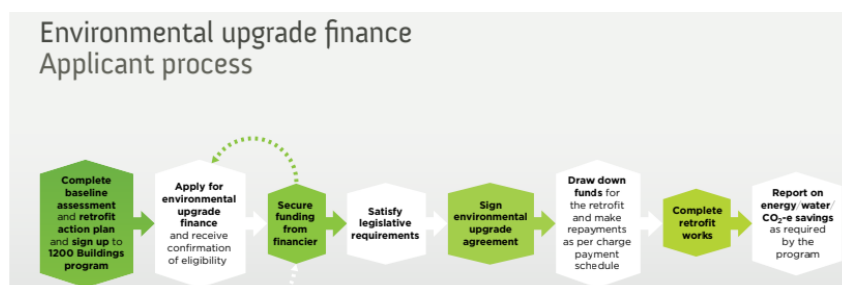 Environmental upgrade finance
Applicant process
Complete
baseline
assessment
and retrofit
action plan
and sign up to
1200 Buildings
program
Apply for
environmental
upgrade
finance
and receive
confirmation
of eligibility
Secure
funding
from
financier
Satisfy
legislative
requirements
Sign
environmental
upgrade
agreement
Draw down
funds for
the retrofit
and make
repayments
as per charge
payment
schedule
Complete
retrofit
works
Report on
energy/water/
CO₂-e savings
as required
by the
program